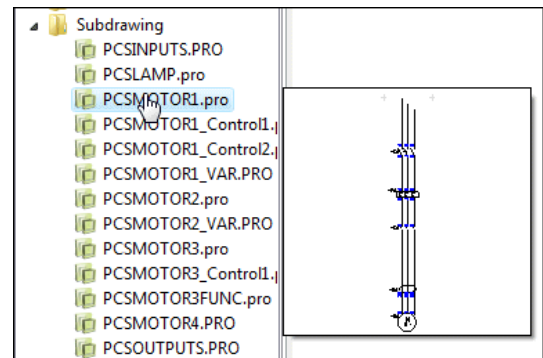 Subdrawing
PCSINPUTS.PRO
PCSLAMP.pro
PCSMOTOR1.pro
PCSMOTOR1_Control1.p
PCSMOTOR1_Control2.p
PCSMOTOR1_VAR.PRO
PCSMOTOR2.pro
PCSMOTOR2_VAR.PRO
PCSMOTOR3.pro
PCSMOTOR3_Control1.p
PCSMOTOR3FUNC.pro
PCSMOTOR4.PRO
PCSOUTPUTS.PRO